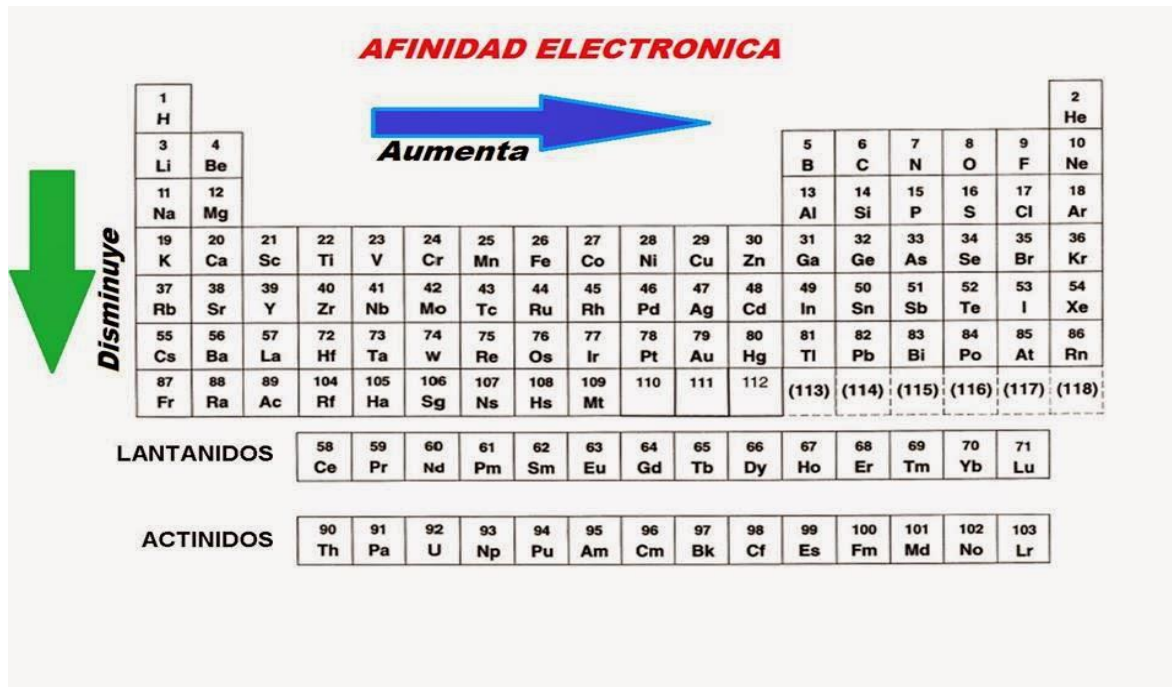 AFINIDAD ELECTRONICA
Aumenta
Disminuye
1 2
H He
3 4 5 6 7 8 9 10
Li Be B C N O F Ne
11 12 13 14 15 16 17 18
Na Mg Al Si P S Cl Ar
19 20 21 22 23 24 25 26 27 28 29 30 31 32 33 34 35 36
K Ca Sc Ti V Cr Mn Fe Co Ni Cu Zn Ga Ge As Se Br Kr
37 38 39 40 41 42 43 44 45 46 47 48 49 50 51 52 53 54
Rb Sr Y Zr Nb Mo Tc Ru Rh Pd Ag Cd In Sn Sb Te I Xe
55 56 57 72 73 74 75 76 77 78 79 80 81 82 83 84 85 86
Cs Ba La Hf Ta W Re Os Ir Pt Au Hg Tl Pb Bi Po At Rn
87 88 89 104 105 106 107 108 109 110 111 112 (113) (114) (115) (116) (117) (118)
Fr Ra Ac Rf Ha Sg Ns Hs Mt
LANTANIDOS
58 59 60 61 62 63 64 65 66 67 68 69 70 71
Ce Pr Nd Pm Sm Eu Gd Tb Dy Ho Er Tm Yb Lu
ACTINIDOS
90 91 92 93 94 95 96 97 98 99 100 101 102 103
Th Pa U Np Pu Am Cm Bk Cf Es Fm Md No Lr